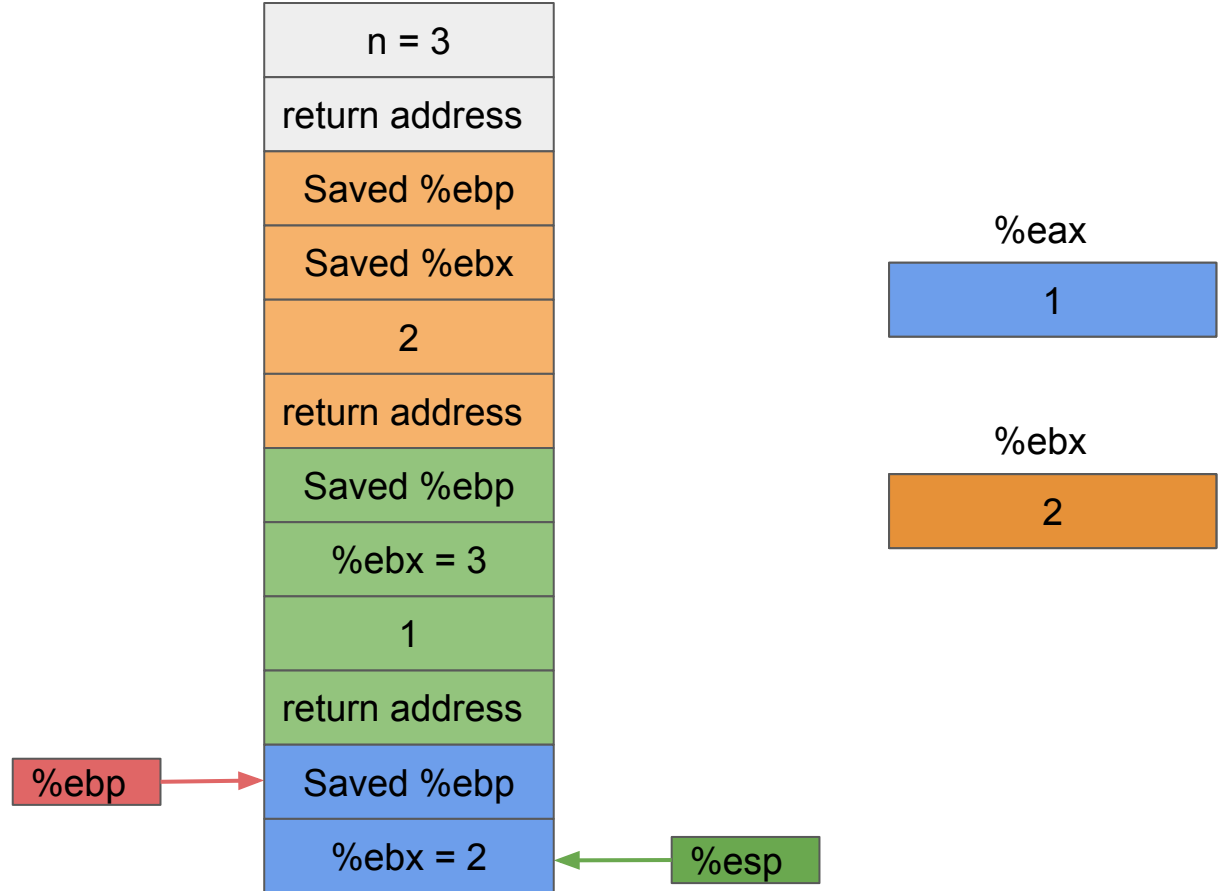 n = 3
return address
Saved %ebp
Saved %ebx
2
return address
Saved %ebp
%ebx = 3
1
return address
Saved %ebp
%ebx = 2
%ebp
%esp
%eax
1
%ebx
2